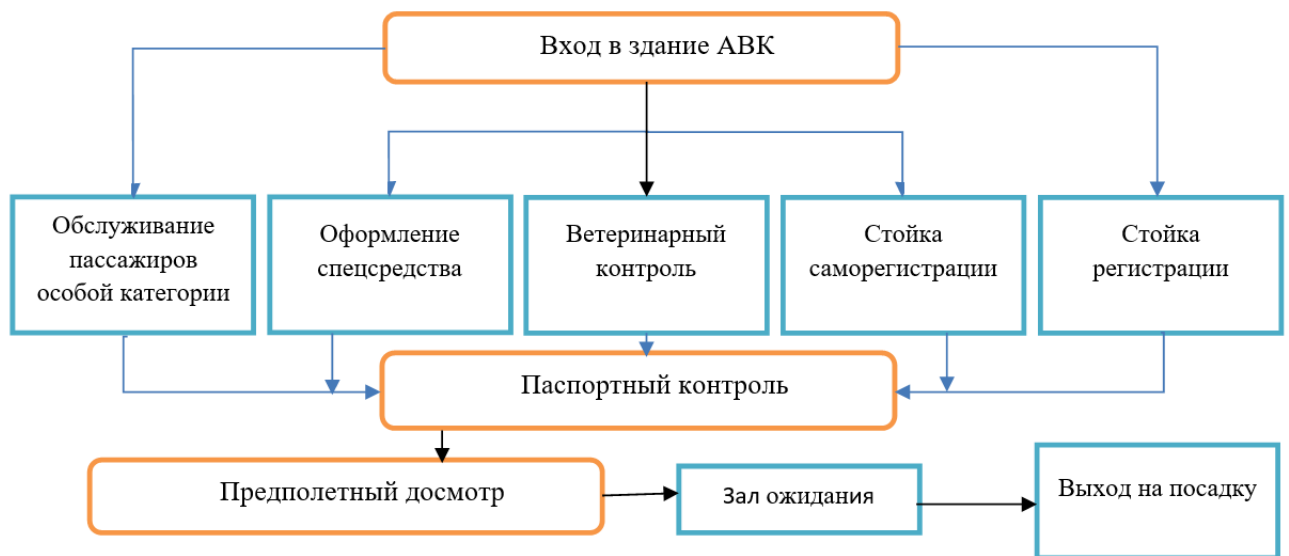 Вход в здание АВК
Обслуживание
пассажиров
особой категории
Оформление
спецсредства
Ветеринарный
контроль
Стойка
саморегистрации
Стойка
регистрации
Паспортный контроль
Предполетный досмотр
Зал ожидания
Выход на посадку